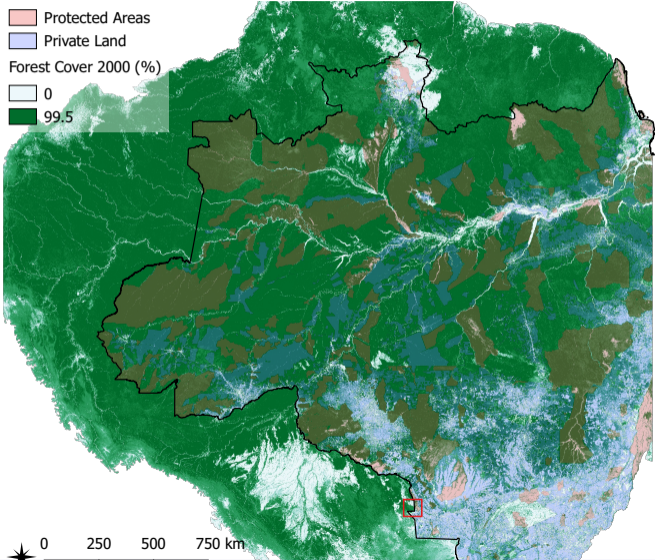 Protected Areas
Private Land
Forest Cover 2000 (%)
0
99.5
0 250 500 750 km